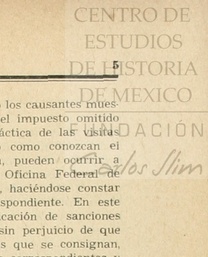 CENTRO DE
ESTUDIOS
5
DE HISTORIA
DE MEXICO
FUNDACIÓN
Carlos Slim
los causantes mues-
el impuesto omitido
áctica de las visitas
como conozcan el
, pueden ocurrir a
Oficina Federal de
, haciéndose constar
spondiente. En este
icación de sanciones
sin perjuicio de que
s que se consignan,